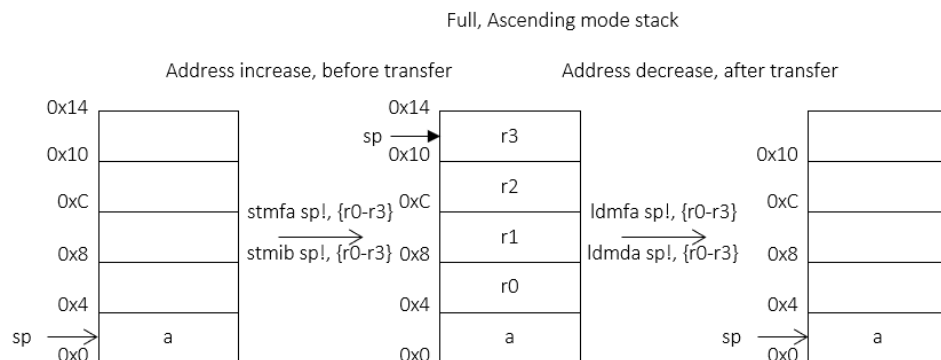 Full, Ascending mode stack
Address increase, before transfer
Address decrease, after transfer
0x14
0x10
0xC
0x8
0x4
0x0
sp
a
stmfa sp!, {r0-r3}
stmib sp!, {r0-r3}
0x14
sp
0x10
0xC
0x8
0x4
0x0
r3
r2
r1
r0
a
ldmfa sp!, {r0-r3}
ldmda sp!, {r0-r3}
0x10
0xC
0x8
0x4
0x0
sp
a